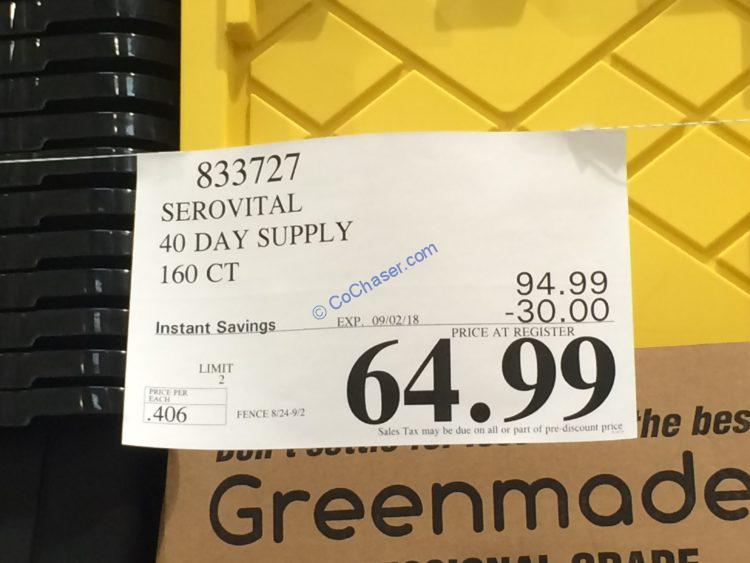 833727
SEROVITAL
40 DAY SUPPLY
160 CT
© CoChaser.com
94.99
-30.00
Instant Savings
EXP. 09/02/18
PRICE AT REGISTER
64.99
LIMIT
2
PRICE PER
EACH
.406
FENCE 8/24-9/2
Sales Tax may be due on all or part of pre-discount price
the bes
Greenmade